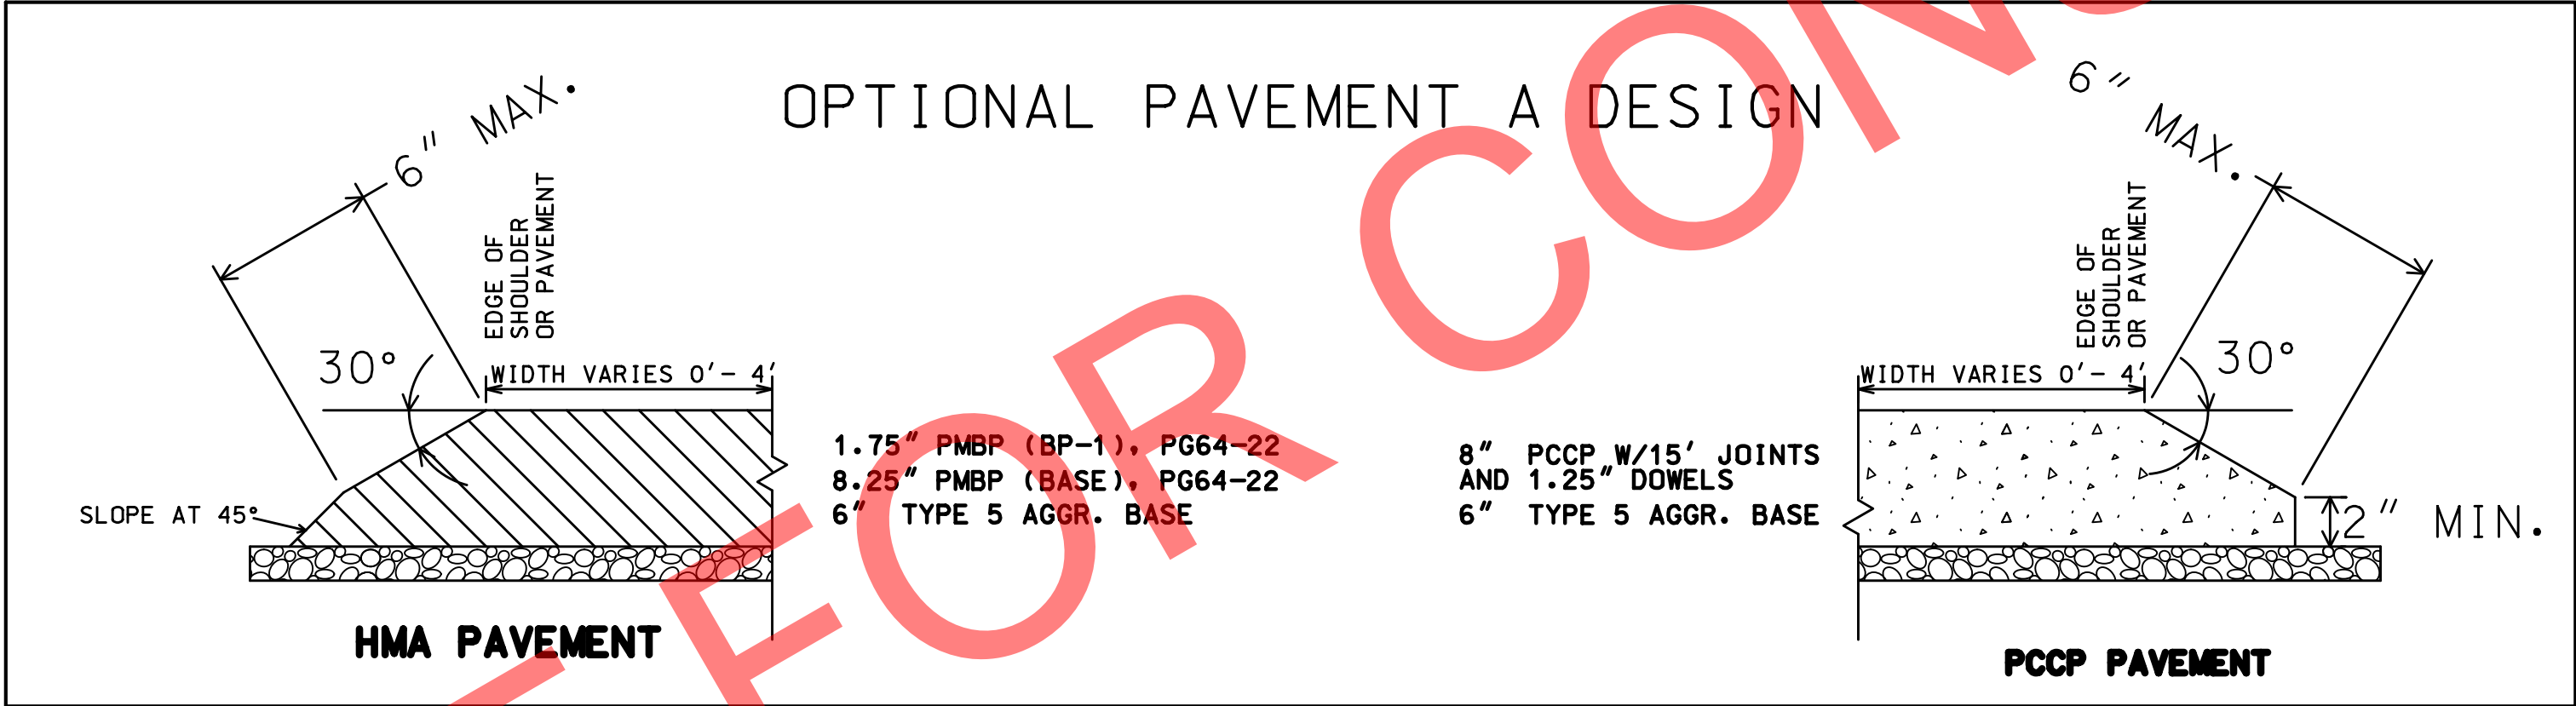 OPTIONAL PAVEMENT A DESIGN
6" MAX.
EDGE OF
SHOULDER
OR PAVEMENT
30°
WIDTH VARIES 0'- 4'
SLOPE AT 45°
1.75" PMBP (BP-1), PG64-22
8.25" PMBP (BASE), PG64-22
6" TYPE 5 AGGR. BASE
HMA PAVEMENT
6" MAX.
EDGE OF
SHOULDER
OR PAVEMENT
30°
WIDTH VARIES 0'- 4'
8" PCCP W/15' JOINTS
AND 1.25" DOWELS
6" TYPE 5 AGGR. BASE
2" MIN.
PCCP PAVEMENT
FOR